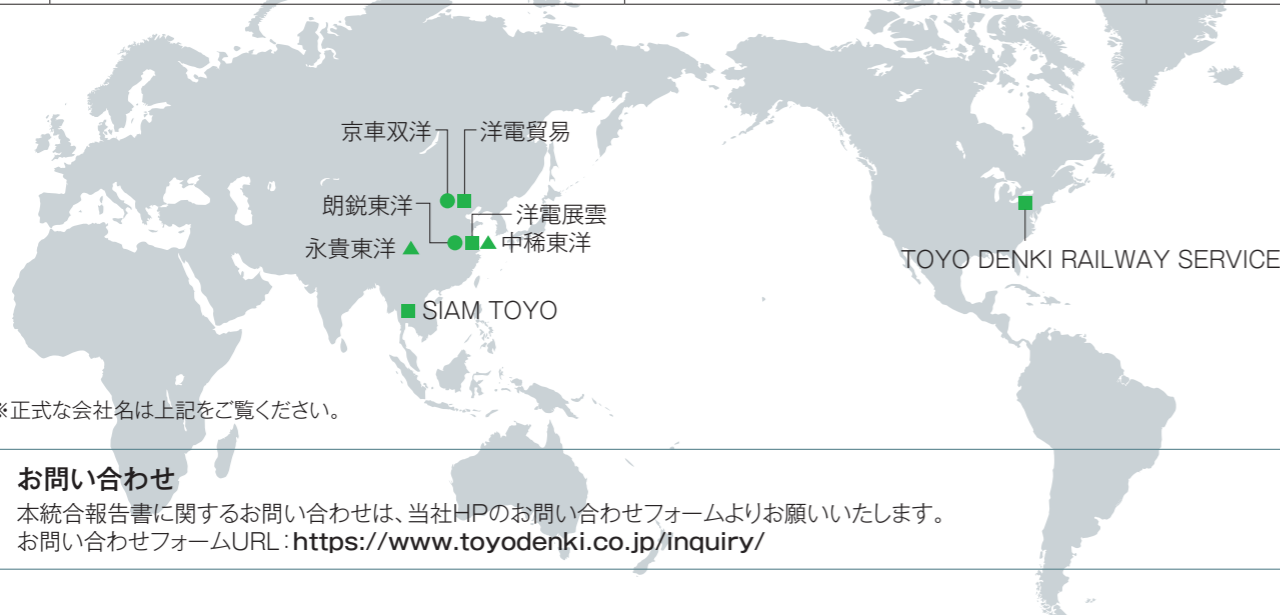 京車双洋
洋電貿易
朗鋭東洋
洋電展雲
永貴東洋
中稀東洋
SIAM TOYO
TOYO DENKI RAILWAY SERVICE
※正式な会社名は上記をご覧ください。
お問い合わせ
本統合報告書に関するお問い合わせは、当社HPのお問い合わせフォームよりお願いいたします。
お問い合わせフォームURL：https://www.toyodenki.co.jp/inquiry/